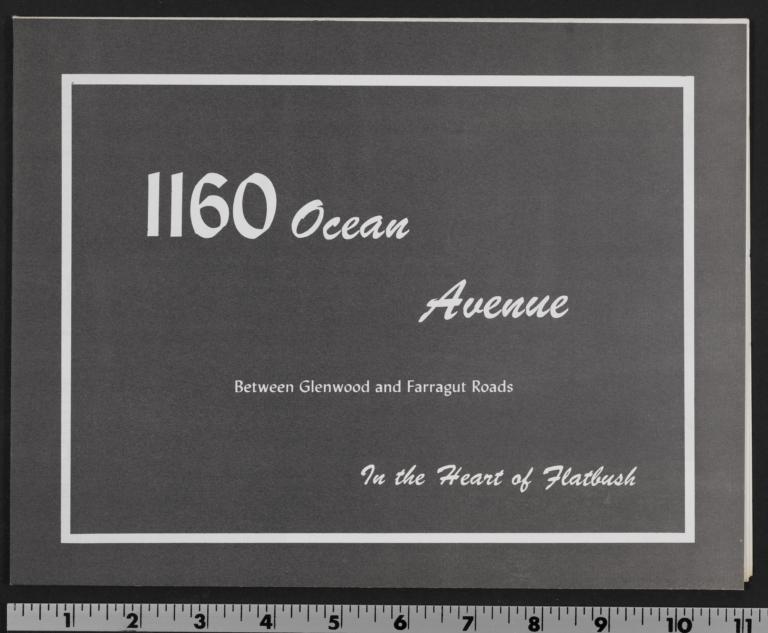 1160 Ocean
Avenue
Between Glenwood and Farragut Roads
In the Heart of Flatbush
1 2 3 4 5 6 7 8 9 10 11